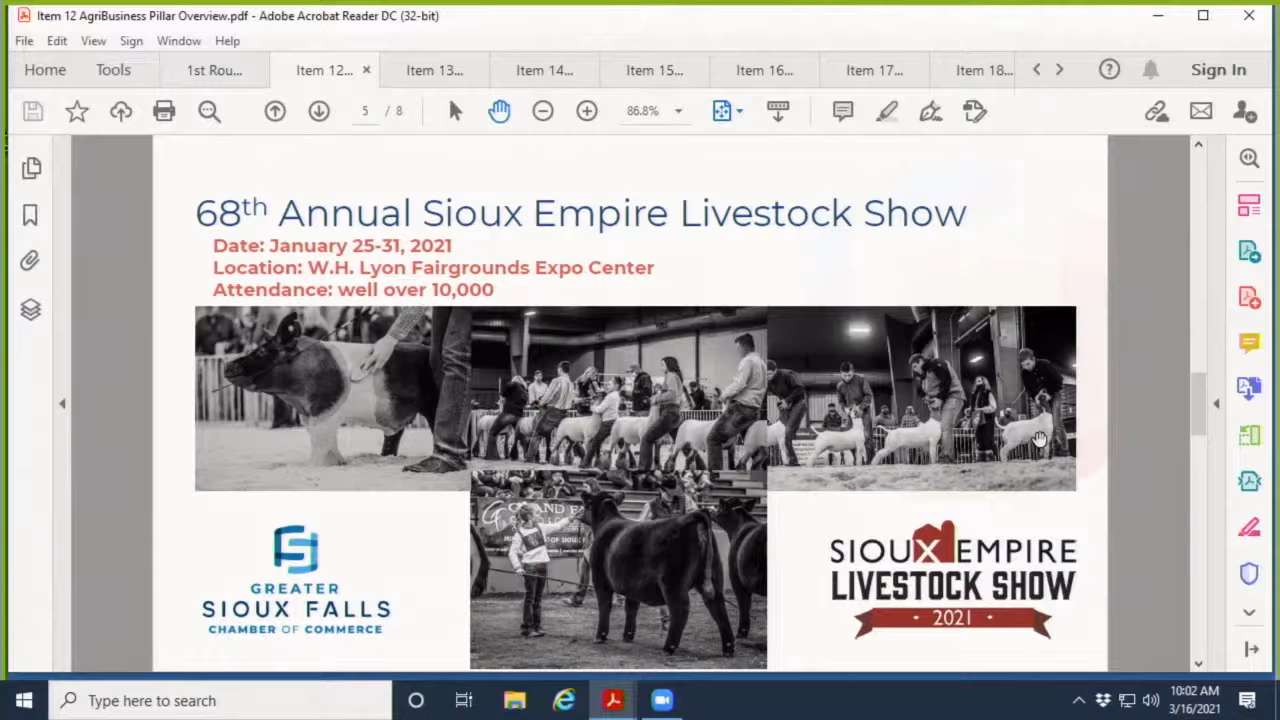 Item 12 AgriBusiness Pillar Overview.pdf - Adobe Acrobat Reader DC (32-bit)
File Edit View Sign Window Help
Home Tools 1st Rou... Item 12... Item 13... Item 14... Item 15... Item 16... Item 17... Item 18... Sign In
5 / 8 86.8%
68th Annual Sioux Empire Livestock Show
Date: January 25-31, 2021
Location: W.H. Lyon Fairgrounds Expo Center
Attendance: well over 10,000
GREATER
SIOUX FALLS
CHAMBER OF COMMERCE
SIOUX EMPIRE
LIVESTOCK SHOW
· 2021 ·
Type here to search
10:02 AM
3/16/2021